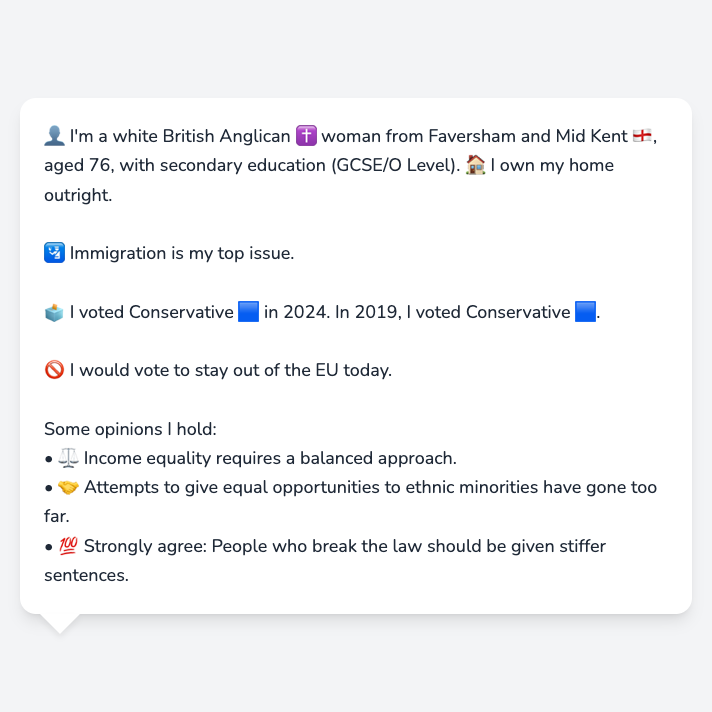 👤 I'm a white British Anglican ✝️ woman from Faversham and Mid Kent 🏴󠁧󠁢󠁥󠁮󠁧󠁿,
aged 76, with secondary education (GCSE/O Level). 🏠 I own my home
outright.
🛂 Immigration is my top issue.
🗳️ I voted Conservative 🟦 in 2024. In 2019, I voted Conservative 🟦.
🚫 I would vote to stay out of the EU today.
Some opinions I hold:
• ⚖️ Income equality requires a balanced approach.
• 🤝 Attempts to give equal opportunities to ethnic minorities have gone too
far.
• 💯 Strongly agree: People who break the law should be given stiffer
sentences.